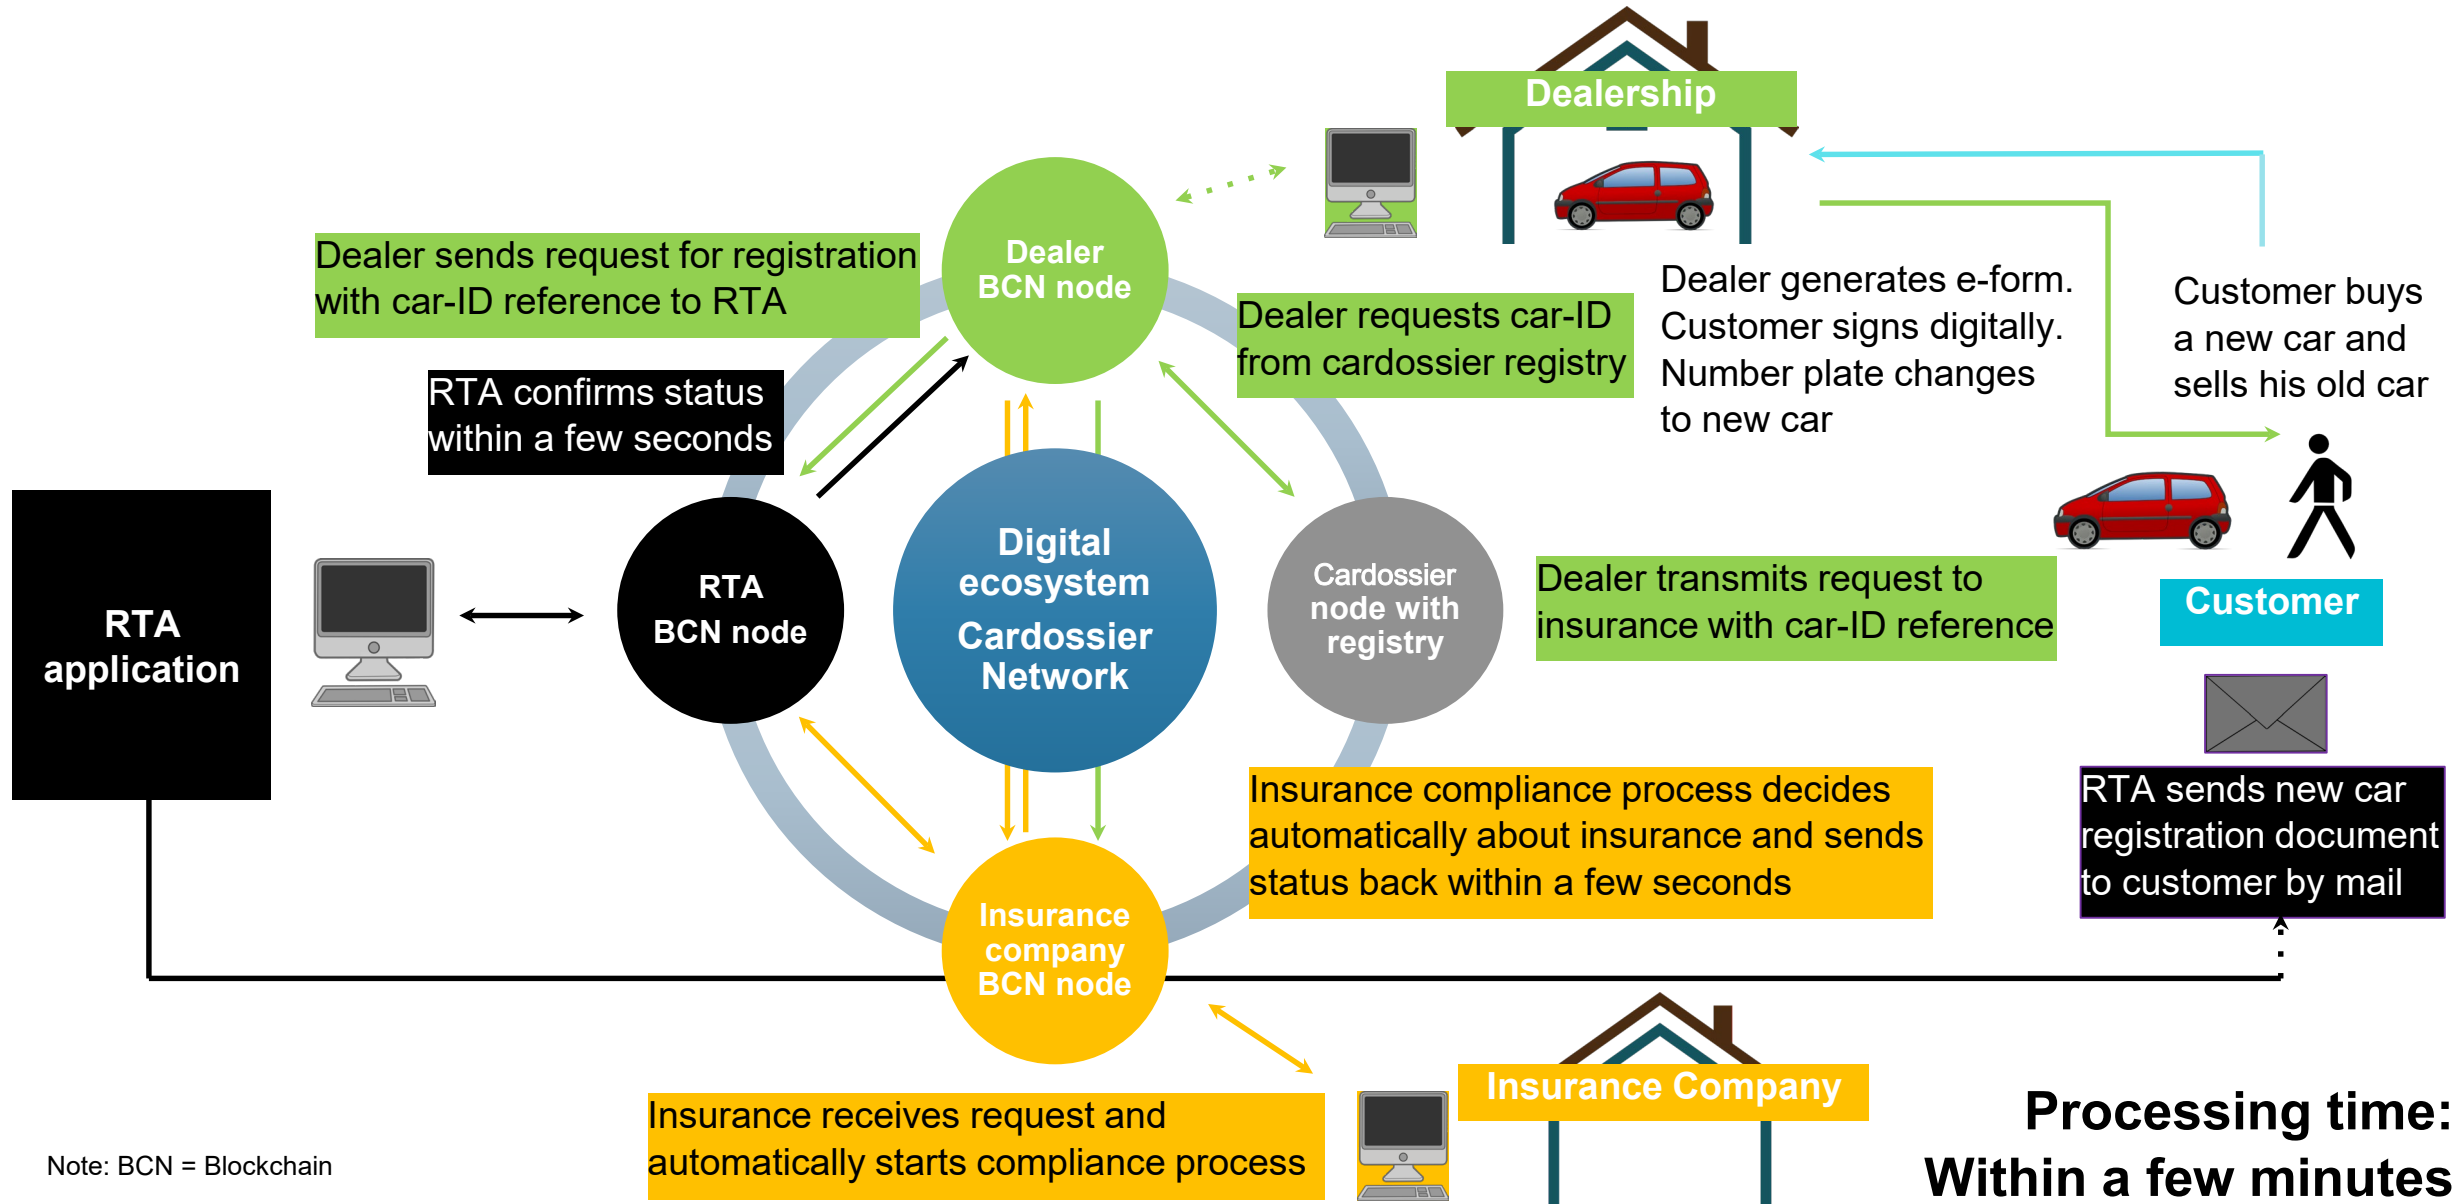 Dealership
Dealer
BCN node
Dealer sends request for registration
with car-ID reference to RTA
Dealer requests car-ID
from cardossier registry
Dealer generates e-form.
Customer signs digitally.
Number plate changes
to new car
Customer buys
a new car and
sells his old car
RTA confirms status
within a few seconds
RTA
application
RTA
BCN node
Digital
ecosystem
Cardossier
Network
Cardossier
node with
registry
Dealer transmits request to
insurance with car-ID reference
Customer
Insurance compliance process decides
automatically about insurance and sends
status back within a few seconds
RTA sends new car
registration document
to customer by mail
Insurance
company
BCN node
Insurance Company
Insurance receives request and
automatically starts compliance process
Processing time:
Within a few minutes
Note: BCN = Blockchain